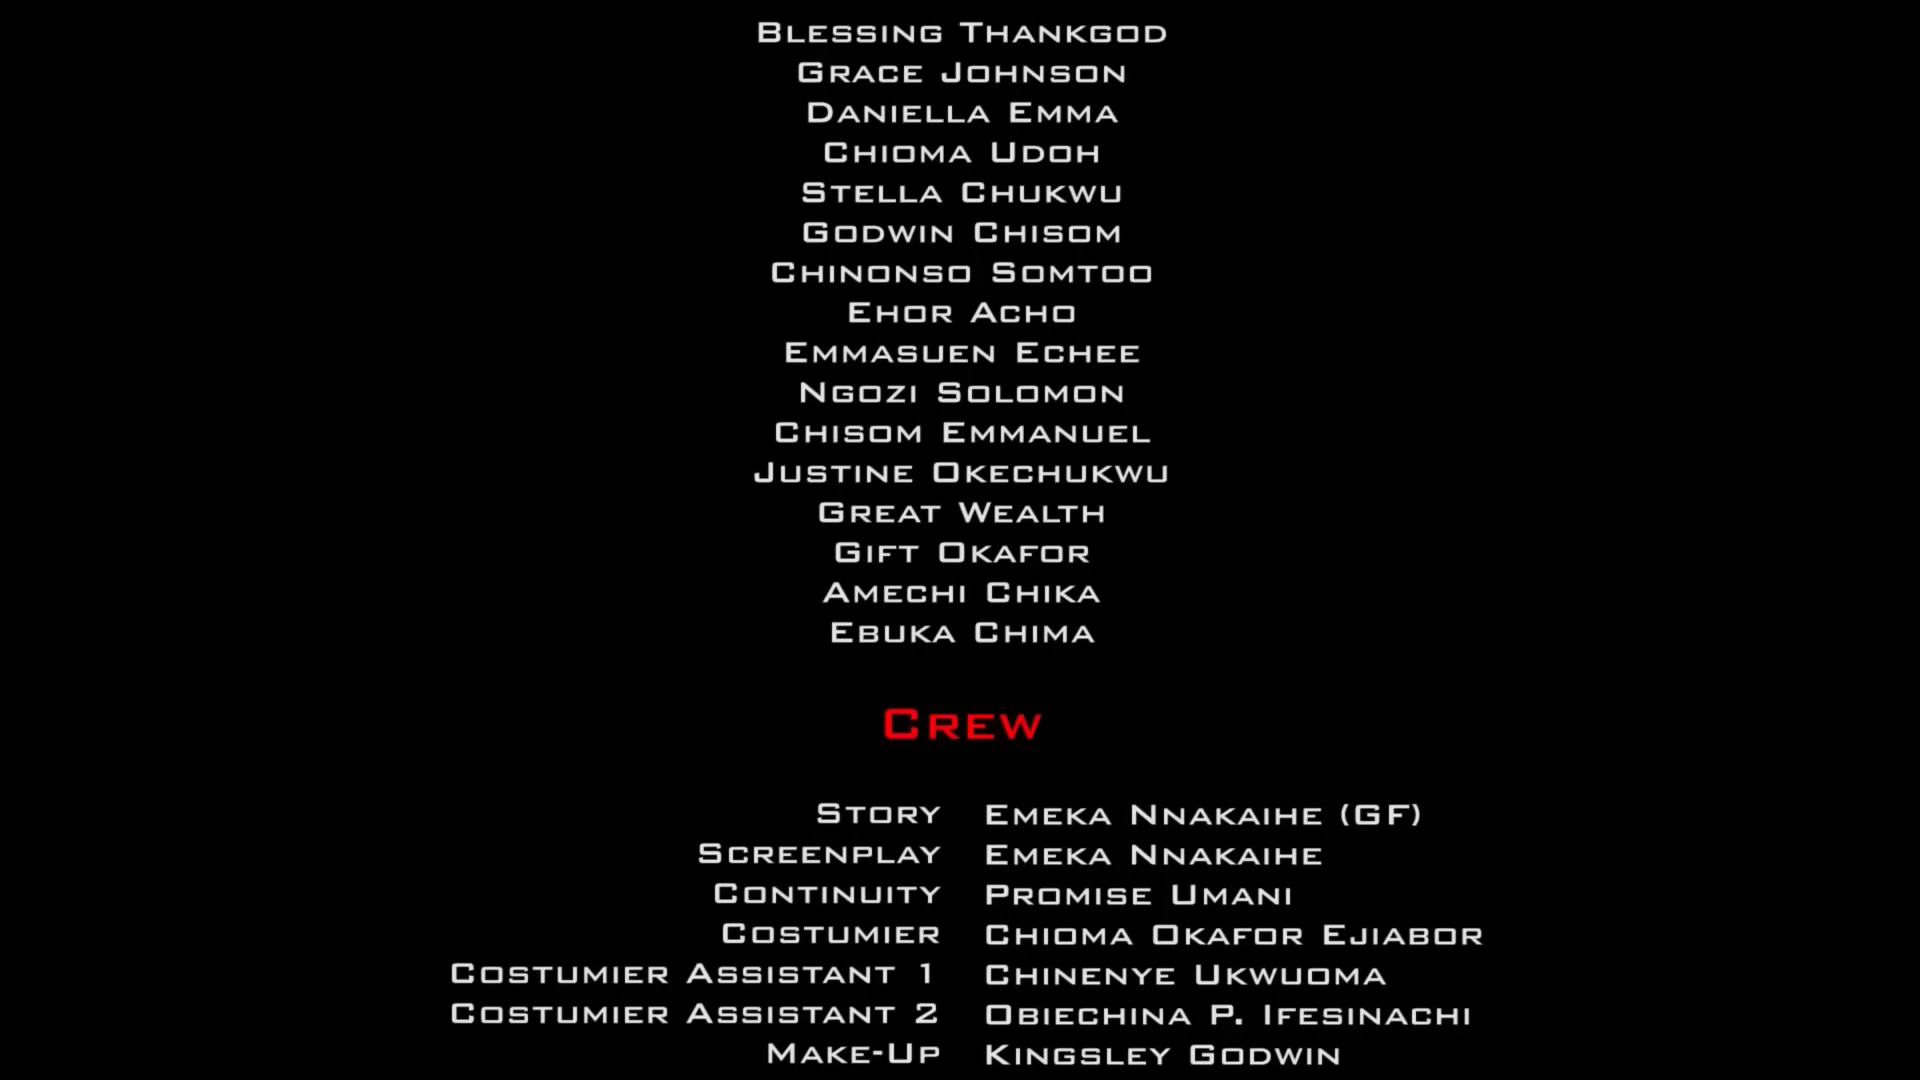 Blessing Thankgod
Grace Johnson
Daniella Emma
Chioma Udoh
Stella Chukwu
Godwin Chisom
Chinonso Somtoo
Ehor Acho
Emmasuen Echee
Ngozi Solomon
Chisom Emmanuel
Justine Okechukwu
Great Wealth
Gift Okafor
Amechi Chika
Ebuka Chima
Crew
Story Emeka Nnakaihe (GF)
Screenplay Emeka Nnakaihe
Continuity Promise Umani
Costumier Chioma Okafor Ejiabor
Costumier Assistant 1 Chinenye Ukwuoma
Costumier Assistant 2 Obiechina P. Ifesinachi
Make-Up Kingsley Godwin